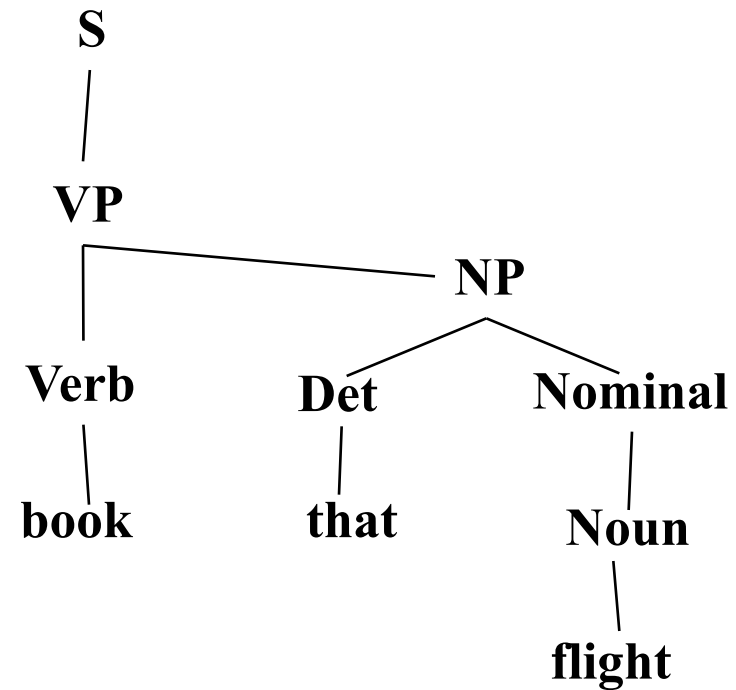 S
VP
NP
Verb
Det
Nominal
book
that
Noun
flight